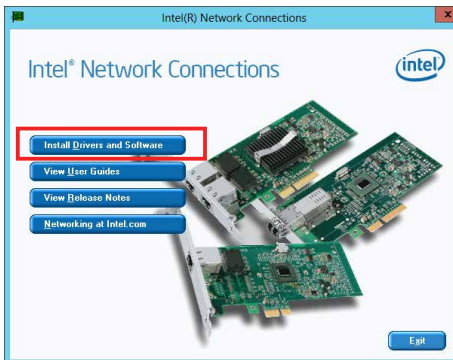 Intel(R) Network Connections
x
Intel® Network Connections
intel
Install Drivers and Software
View User Guides
View Release Notes
Networking at Intel.com
Exit